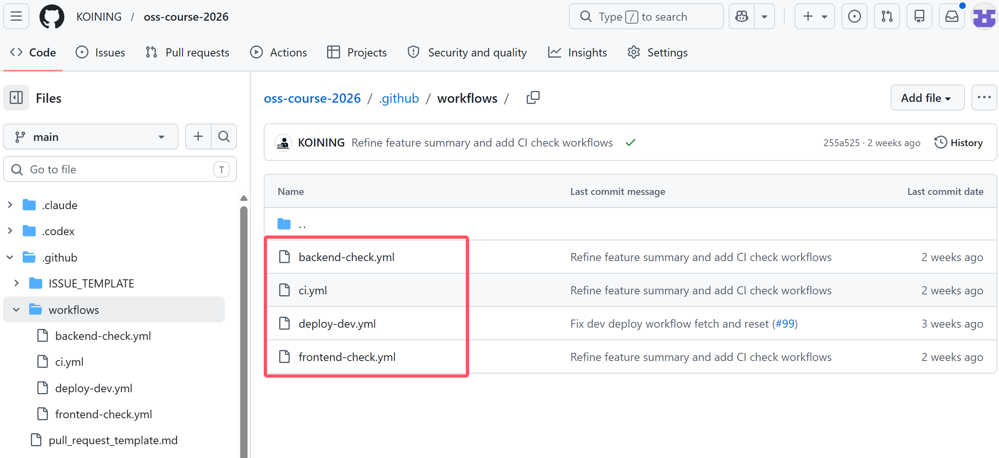 KOINING / oss-course-2026
Type / to search
Code
Issues
Pull requests
Actions
Projects
Security and quality
Insights
Settings
Files
main
Go to file
T
.claude
.codex
.github
ISSUE_TEMPLATE
workflows
backend-check.yml
ci.yml
deploy-dev.yml
frontend-check.yml
pull_request_template.md
oss-course-2026 / .github / workflows /
Add file
KOINING Refine feature summary and add CI check workflows
255a525 · 2 weeks ago
History
Name Last commit message Last commit date
..
backend-check.yml Refine feature summary and add CI check workflows 2 weeks ago
ci.yml Refine feature summary and add CI check workflows 2 weeks ago
deploy-dev.yml Fix dev deploy workflow fetch and reset (#99) 3 weeks ago
frontend-check.yml Refine feature summary and add CI check workflows 2 weeks ago